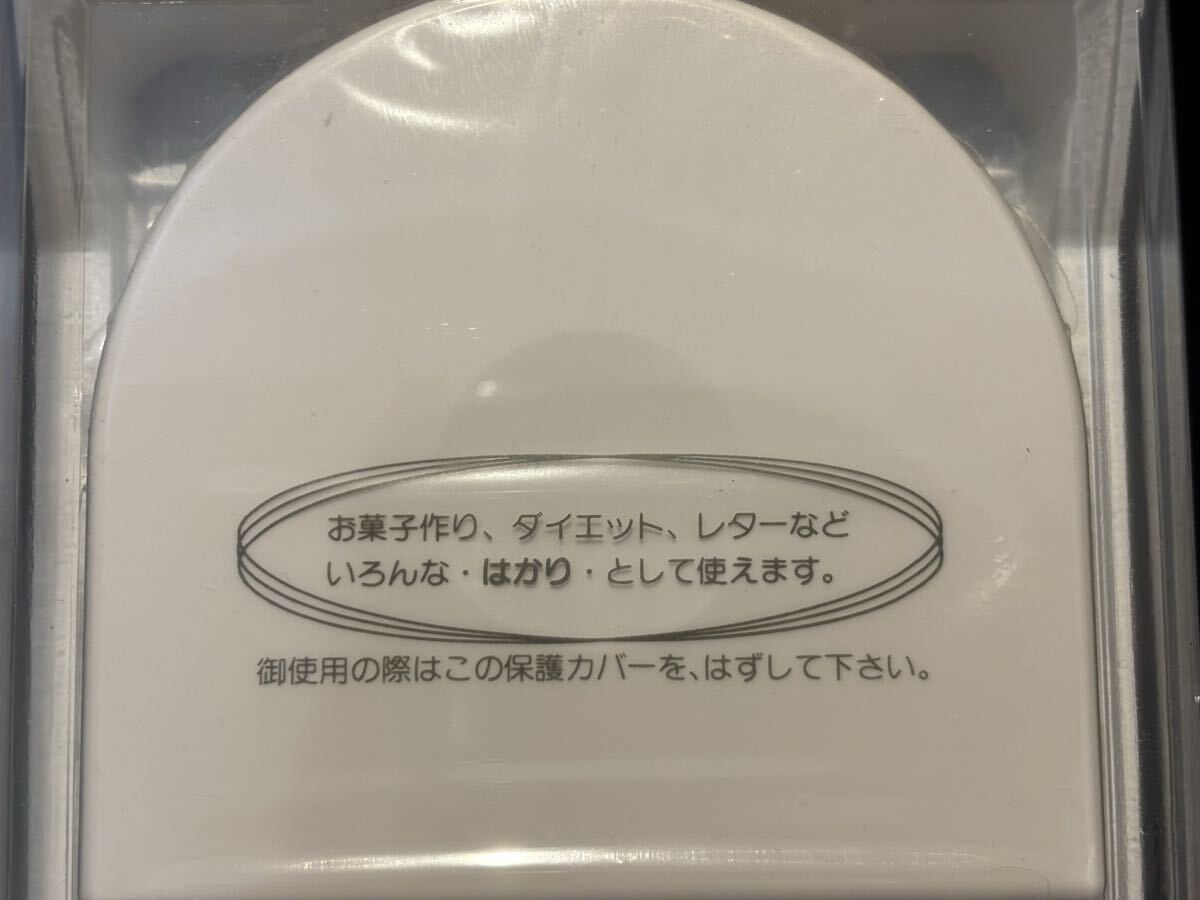 お菓子作り、ダイエット、レターなど
いろんな・はかり・として使えます。
御使用の際はこの保護カバーを、はずして下さい。